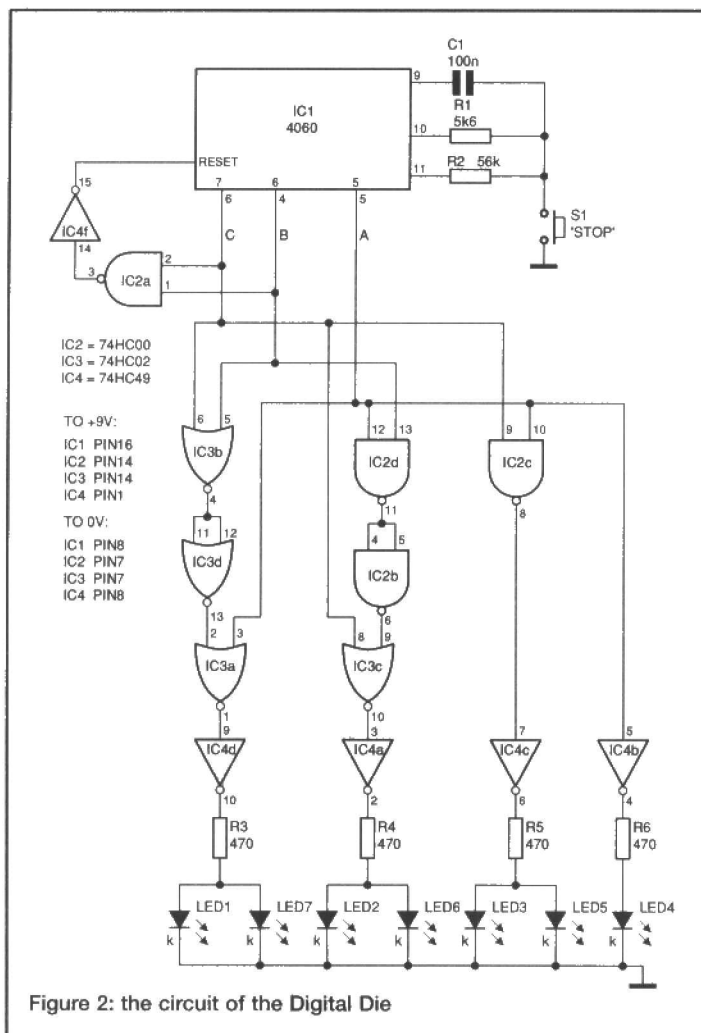 C1
100n
9
IC1
4060
R1
5k6
10
R2 56k
11
RESET
15
7 6 5
6 4 5
S1
'STOP'
IC4f
C B A
14
3
IC2a
2
1
IC2 = 74HC00
IC3 = 74HC02
IC4 = 74HC49
TO +9V:
IC1 PIN16
IC2 PIN14
IC3 PIN14
IC4 PIN1
TO 0V:
IC1 PIN8
IC2 PIN7
IC3 PIN7
IC4 PIN8
6 5
12 13
9 10
IC3b
IC2d
IC2c
4
11
8
11 12
4 5
IC3d
IC2b
13
6
2 3
8 9
IC3a
IC3c
1
10
9
3
7
5
IC4d
IC4a
IC4c
IC4b
10
2
6
4
R3
470
R4
470
R5
470
R6
470
LED1
LED7
LED2
LED6
LED3
LED5
LED4
k k k k k k k
Figure 2: the circuit of the Digital Die